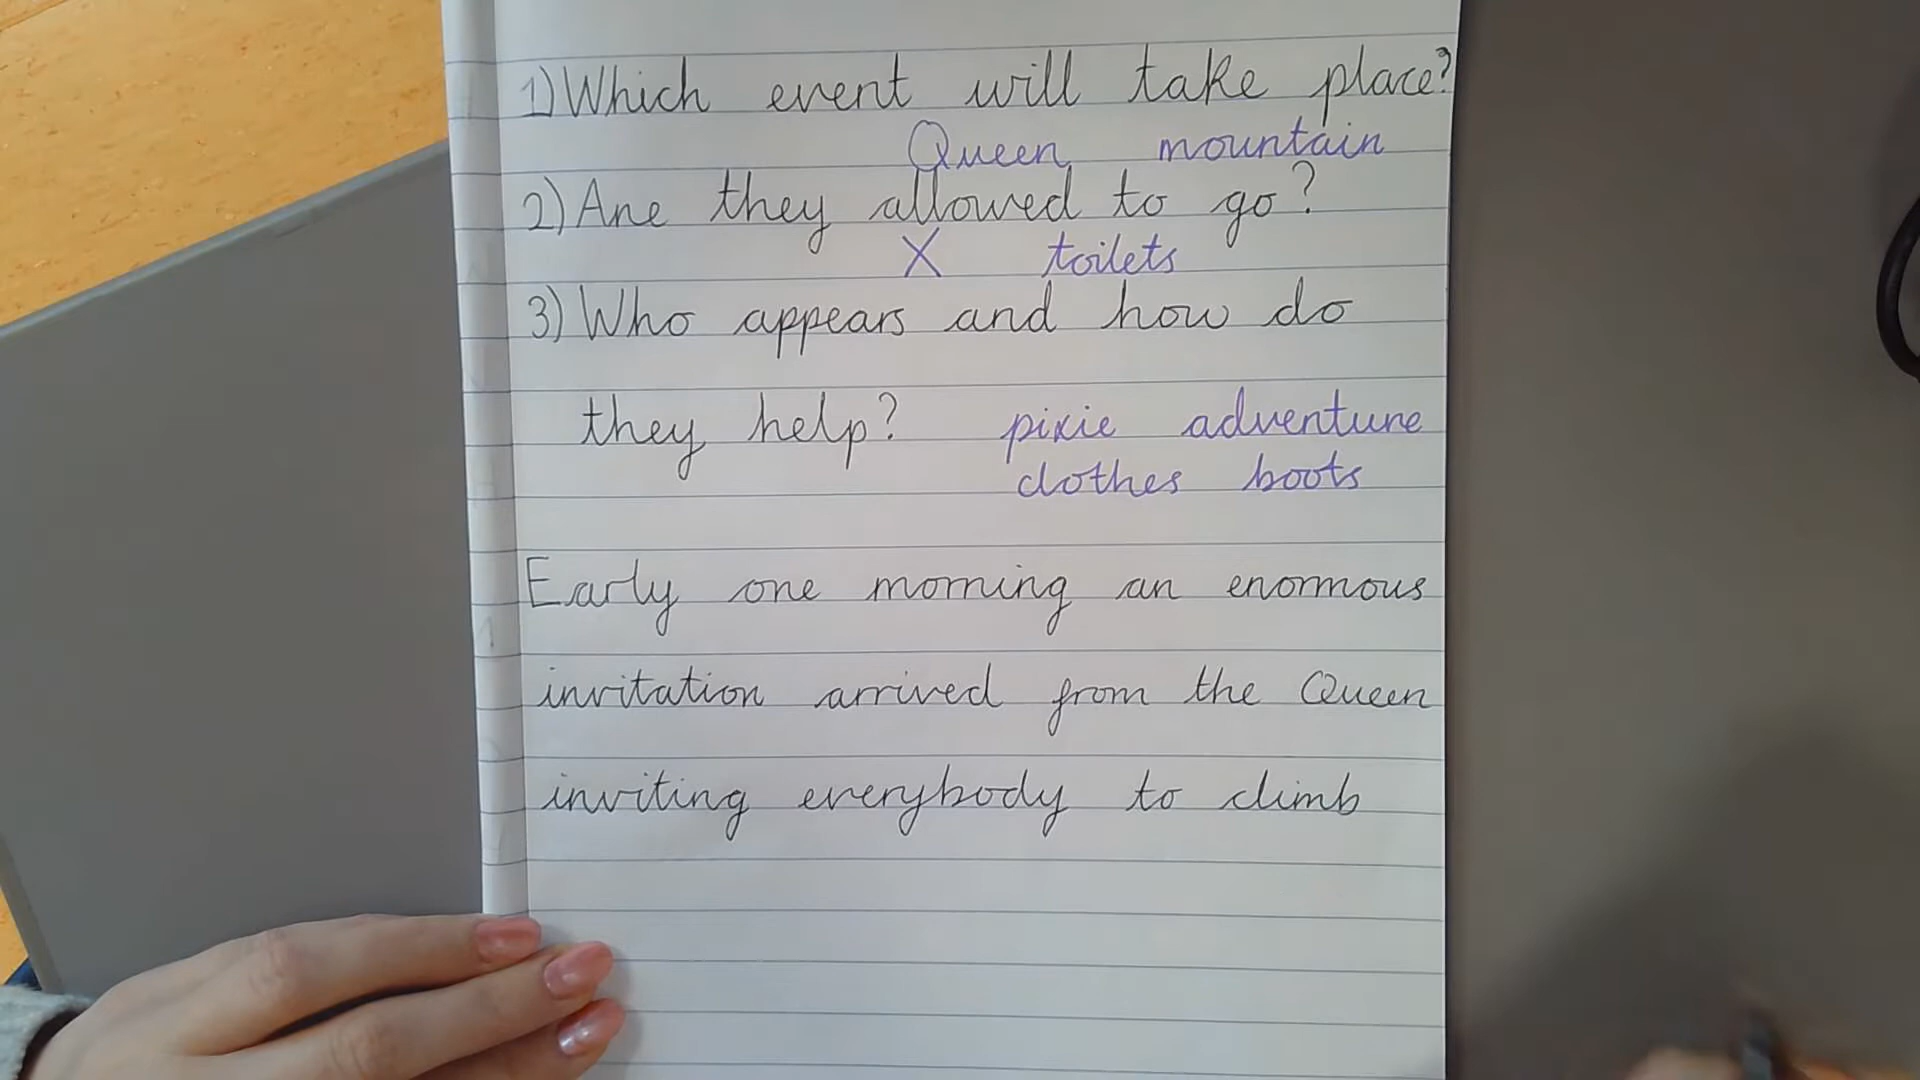 1) Which event will take place?
Queen mountain
2) Are they allowed to go?
X toilets
3) Who appears and how do
they help? pixie adventure
clothes boots
Early one morning an enormous
invitation arrived from the Queen
inviting everybody to climb